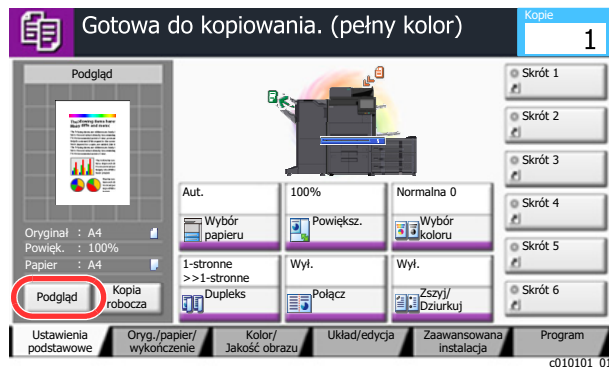 Gotowa do kopiowania. (pełny kolor)
Kopie
1
Podgląd
Oryginał : A4
Powięk. : 100%
Papier : A4
Podgląd
Kopia
robocza
Aut.
Wybór
papieru
100%
Powiększ.
Normalna 0
Wybór
koloru
1-stronne
>>1-stronne
Dupleks
Wył.
Połącz
Wył.
Zszyj/
Dziurkuj
Skrót 1
Skrót 2
Skrót 3
Skrót 4
Skrót 5
Skrót 6
Ustawienia
podstawowe
Oryg./papier/
wykończenie
Kolor/
Jakość obrazu
Układ/edycja
Zaawansowana
instalacja
Program
c010101_01